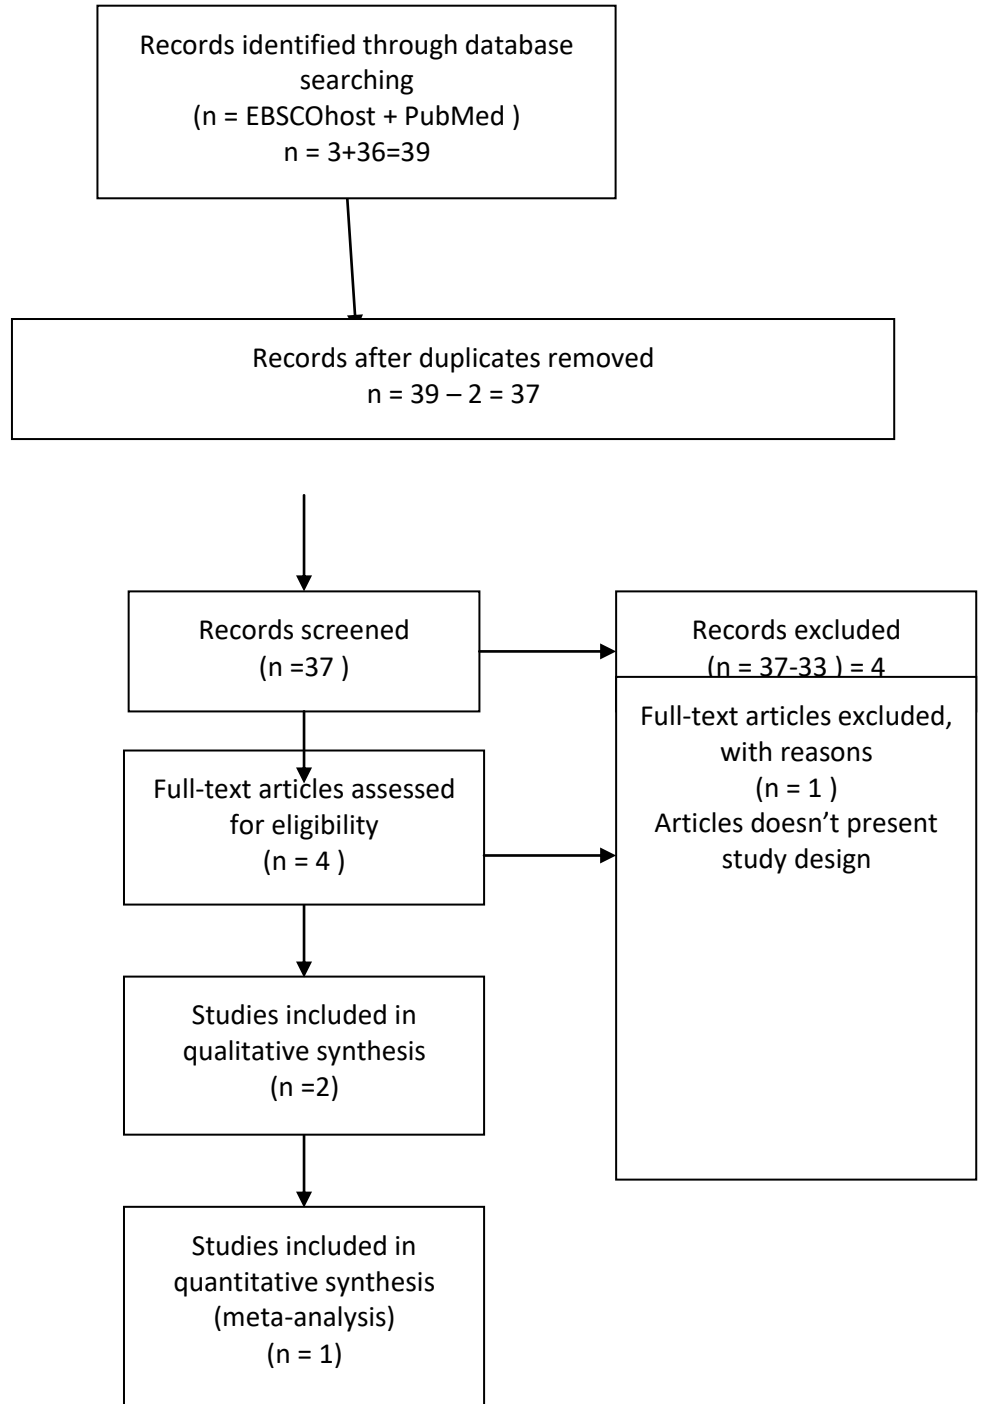 Records identified through database
searching
(n = EBSCOhost + PubMed )
n = 3+36=39
Records after duplicates removed
n = 39 – 2 = 37
Records screened
(n =37 )
Records excluded
(n = 37-33 ) = 4
Full-text articles assessed
for eligibility
(n = 4 )
Full-text articles excluded,
with reasons
(n = 1 )
Articles doesn’t present
study design
Studies included in
qualitative synthesis
(n =2)
Studies included in
quantitative synthesis
(meta-analysis)
(n = 1)